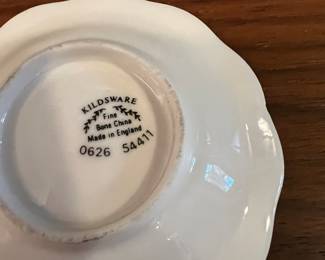 KILDSWARE
Fine
Bone China
Made in England
0626 54411